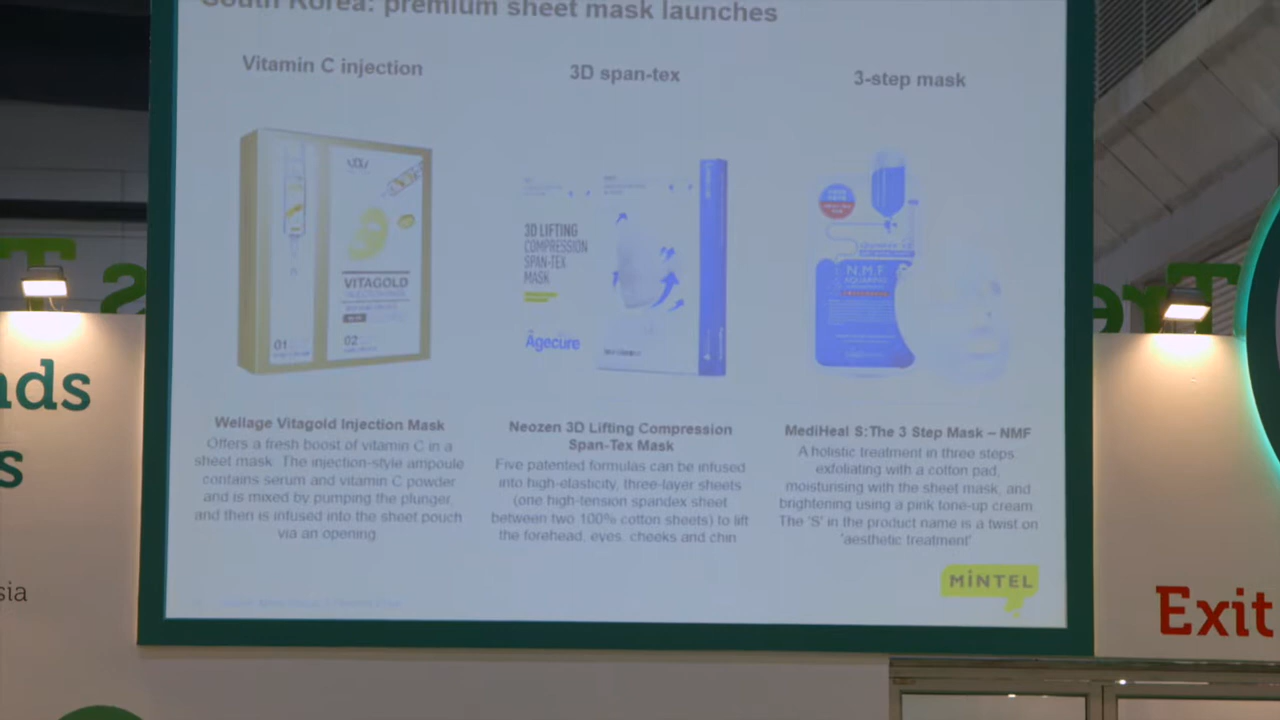 South Korea: premium sheet mask launches
Vitamin C injection
3D span-tex
3-step mask
VITAGOLD
01
02
3D LIFTING
COMPRESSION
SPAN-TEX
MASK
Agecure
N.M.F
Wellage Vitagold Injection Mask
Offers a fresh boost of vitamin C in a
sheet mask. The injection-style ampoule
contains serum and vitamin C powder
and is mixed by pumping the plunger,
and then is infused into the sheet pouch
via an opening
Neozen 3D Lifting Compression
Span-Tex Mask
Five patented formulas can be infused
into high-elasticity, three-layer sheets
(one high-tension spandex sheet
between two 100% cotton sheets) to lift
the forehead, eyes, cheeks and chin
MediHeal S:The 3 Step Mask – NMF
A holistic treatment in three steps:
exfoliating with a cotton pad,
moisturising with the sheet mask, and
brightening using a pink tone-up cream.
The 'S' in the product name is a twist on
'aesthetic treatment'
MiNTEL
nds
s
sia
Exit